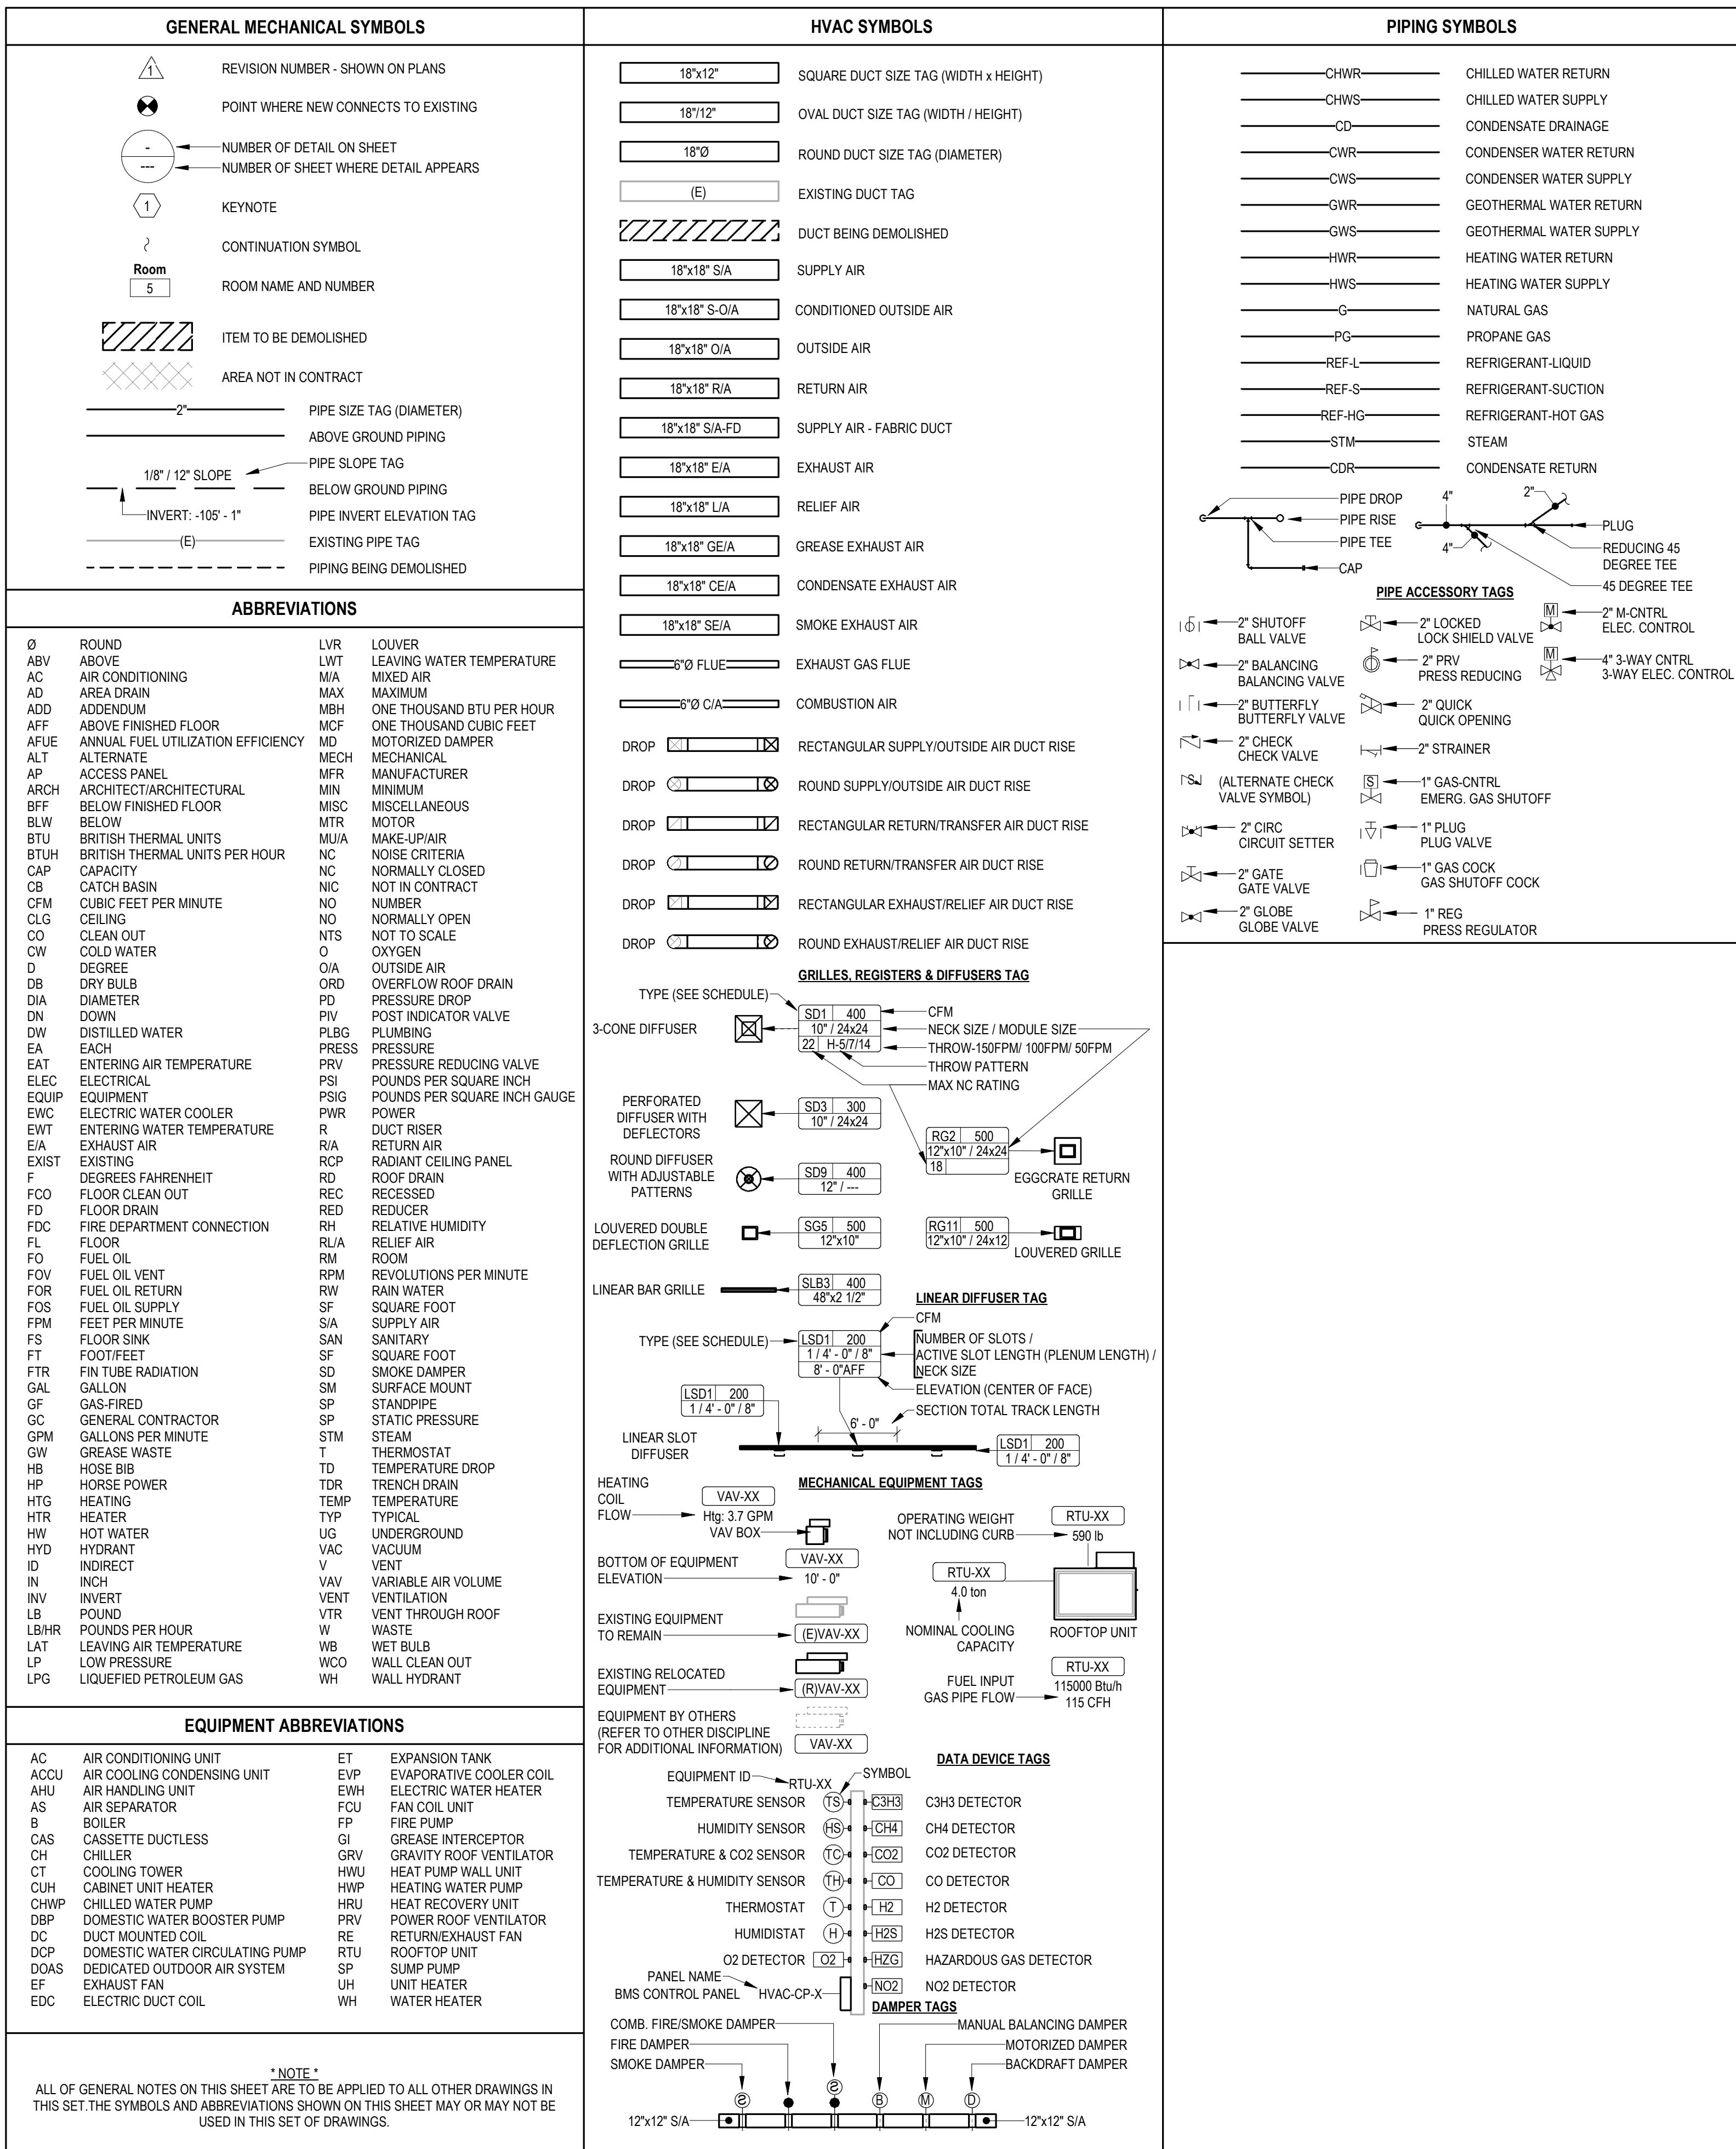 GENERAL MECHANICAL SYMBOLS
1 REVISION NUMBER - SHOWN ON PLANS
POINT WHERE NEW CONNECTS TO EXISTING
- NUMBER OF DETAIL ON SHEET
--- NUMBER OF SHEET WHERE DETAIL APPEARS
1 KEYNOTE
CONTINUATION SYMBOL
Room
5 ROOM NAME AND NUMBER
ITEM TO BE DEMOLISHED
AREA NOT IN CONTRACT
2" PIPE SIZE TAG (DIAMETER)
ABOVE GROUND PIPING
PIPE SLOPE TAG
1/8" / 12" SLOPE
BELOW GROUND PIPING
INVERT: -105' - 1" PIPE INVERT ELEVATION TAG
(E) EXISTING PIPE TAG
PIPING BEING DEMOLISHED
ABBREVIATIONS
Ø ROUND
ABV ABOVE
AC AIR CONDITIONING
AD AREA DRAIN
ADD ADDENDUM
AFF ABOVE FINISHED FLOOR
AFUE ANNUAL FUEL UTILIZATION EFFICIENCY
ALT ALTERNATE
AP ACCESS PANEL
ARCH ARCHITECT/ARCHITECTURAL
BFF BELOW FINISHED FLOOR
BLW BELOW
BTU BRITISH THERMAL UNITS
BTUH BRITISH THERMAL UNITS PER HOUR
CAP CAPACITY
CB CATCH BASIN
CFM CUBIC FEET PER MINUTE
CLG CEILING
CO CLEAN OUT
CW COLD WATER
D DEGREE
DB DRY BULB
DIA DIAMETER
DN DOWN
DW DISTILLED WATER
EA EACH
EAT ENTERING AIR TEMPERATURE
ELEC ELECTRICAL
EQUIP EQUIPMENT
EWC ELECTRIC WATER COOLER
EWT ENTERING WATER TEMPERATURE
E/A EXHAUST AIR
EXIST EXISTING
F DEGREES FAHRENHEIT
FCO FLOOR CLEAN OUT
FD FLOOR DRAIN
FDC FIRE DEPARTMENT CONNECTION
FL FLOOR
FO FUEL OIL
FOV FUEL OIL VENT
FOR FUEL OIL RETURN
FOS FUEL OIL SUPPLY
FPM FEET PER MINUTE
FS FLOOR SINK
FT FOOT/FEET
FTR FIN TUBE RADIATION
GAL GALLON
GF GAS-FIRED
GC GENERAL CONTRACTOR
GPM GALLONS PER MINUTE
GW GREASE WASTE
HB HOSE BIB
HP HORSE POWER
HTG HEATING
HTR HEATER
HW HOT WATER
HYD HYDRANT
ID INDIRECT
IN INCH
INV INVERT
LB POUND
LB/HR POUNDS PER HOUR
LAT LEAVING AIR TEMPERATURE
LP LOW PRESSURE
LPG LIQUEFIED PETROLEUM GAS
LVR LOUVER
LWT LEAVING WATER TEMPERATURE
M/A MIXED AIR
MAX MAXIMUM
MBH ONE THOUSAND BTU PER HOUR
MCF ONE THOUSAND CUBIC FEET
MD MOTORIZED DAMPER
MECH MECHANICAL
MFR MANUFACTURER
MIN MINIMUM
MISC MISCELLANEOUS
MTR MOTOR
MU/A MAKE-UP/AIR
NC NOISE CRITERIA
NC NORMALLY CLOSED
NIC NOT IN CONTRACT
NO NUMBER
NO NORMALLY OPEN
NTS NOT TO SCALE
O OXYGEN
O/A OUTSIDE AIR
ORD OVERFLOW ROOF DRAIN
PD PRESSURE DROP
PIV POST INDICATOR VALVE
PLBG PLUMBING
PRESS PRESSURE
PRV PRESSURE REDUCING VALVE
PSI POUNDS PER SQUARE INCH
PSIG POUNDS PER SQUARE INCH GAUGE
PWR POWER
R DUCT RISER
R/A RETURN AIR
RCP RADIANT CEILING PANEL
RD ROOF DRAIN
REC RECESSED
RED REDUCER
RH RELATIVE HUMIDITY
RL/A RELIEF AIR
RM ROOM
RPM REVOLUTIONS PER MINUTE
RW RAIN WATER
SF SQUARE FOOT
S/A SUPPLY AIR
SAN SANITARY
SF SQUARE FOOT
SD SMOKE DAMPER
SM SURFACE MOUNT
SP STANDPIPE
SP STATIC PRESSURE
STM STEAM
T THERMOSTAT
TD TEMPERATURE DROP
TDR TRENCH DRAIN
TEMP TEMPERATURE
TYP TYPICAL
UG UNDERGROUND
VAC VACUUM
V VENT
VAV VARIABLE AIR VOLUME
VENT VENTILATION
VTR VENT THROUGH ROOF
W WASTE
WB WET BULB
WCO WALL CLEAN OUT
WH WALL HYDRANT
EQUIPMENT ABBREVIATIONS
AC AIR CONDITIONING UNIT
ACCU AIR COOLING CONDENSING UNIT
AHU AIR HANDLING UNIT
AS AIR SEPARATOR
B BOILER
CAS CASSETTE DUCTLESS
CH CHILLER
CT COOLING TOWER
CUH CABINET UNIT HEATER
CHWP CHILLED WATER PUMP
DBP DOMESTIC WATER BOOSTER PUMP
DC DUCT MOUNTED COIL
DCP DOMESTIC WATER CIRCULATING PUMP
DOAS DEDICATED OUTDOOR AIR SYSTEM
EF EXHAUST FAN
EDC ELECTRIC DUCT COIL
ET EXPANSION TANK
EVP EVAPORATIVE COOLER COIL
EWH ELECTRIC WATER HEATER
FCU FAN COIL UNIT
FP FIRE PUMP
GI GREASE INTERCEPTOR
GRV GRAVITY ROOF VENTILATOR
HWU HEAT PUMP WALL UNIT
HWP HEATING WATER PUMP
HRU HEAT RECOVERY UNIT
PRV POWER ROOF VENTILATOR
RE RETURN/EXHAUST FAN
RTU ROOFTOP UNIT
SP SUMP PUMP
UH UNIT HEATER
WH WATER HEATER
* NOTE *
ALL OF GENERAL NOTES ON THIS SHEET ARE TO BE APPLIED TO ALL OTHER DRAWINGS IN
THIS SET.THE SYMBOLS AND ABBREVIATIONS SHOWN ON THIS SHEET MAY OR MAY NOT BE
USED IN THIS SET OF DRAWINGS.
HVAC SYMBOLS
18"x12" SQUARE DUCT SIZE TAG (WIDTH x HEIGHT)
18"/12" OVAL DUCT SIZE TAG (WIDTH / HEIGHT)
18"Ø ROUND DUCT SIZE TAG (DIAMETER)
(E) EXISTING DUCT TAG
DUCT BEING DEMOLISHED
18"x18" S/A SUPPLY AIR
18"x18" S-O/A CONDITIONED OUTSIDE AIR
18"x18" O/A OUTSIDE AIR
18"x18" R/A RETURN AIR
18"x18" S/A-FD SUPPLY AIR - FABRIC DUCT
18"x18" E/A EXHAUST AIR
18"x18" L/A RELIEF AIR
18"x18" GE/A GREASE EXHAUST AIR
18"x18" CE/A CONDENSATE EXHAUST AIR
18"x18" SE/A SMOKE EXHAUST AIR
6"Ø FLUE EXHAUST GAS FLUE
6"Ø C/A COMBUSTION AIR
DROP RECTANGULAR SUPPLY/OUTSIDE AIR DUCT RISE
DROP ROUND SUPPLY/OUTSIDE AIR DUCT RISE
DROP RECTANGULAR RETURN/TRANSFER AIR DUCT RISE
DROP ROUND RETURN/TRANSFER AIR DUCT RISE
DROP RECTANGULAR EXHAUST/RELIEF AIR DUCT RISE
DROP ROUND EXHAUST/RELIEF AIR DUCT RISE
GRILLES, REGISTERS & DIFFUSERS TAG
TYPE (SEE SCHEDULE)
SD1 400 CFM
3-CONE DIFFUSER 10" / 24x24 NECK SIZE / MODULE SIZE
22 H-5/7/14 THROW-150FPM/ 100FPM/ 50FPM
THROW PATTERN
MAX NC RATING
PERFORATED
DIFFUSER WITH
DEFLECTORS
SD3 300
10" / 24x24
RG2 500
12"x10" / 24x24
18
EGGCRATE RETURN
GRILLE
ROUND DIFFUSER
WITH ADJUSTABLE
PATTERNS
SD9 400
12" / ---
LOUVERED DOUBLE
DEFLECTION GRILLE
SG5 500
12"x10"
RG11 500
12"x10" / 24x12
LOUVERED GRILLE
LINEAR BAR GRILLE
SLB3 400
48"x2 1/2"
LINEAR DIFFUSER TAG
CFM
TYPE (SEE SCHEDULE)
LSD1 200
1 / 4' - 0" / 8"
8' - 0"AFF
NUMBER OF SLOTS /
ACTIVE SLOT LENGTH (PLENUM LENGTH) /
NECK SIZE
ELEVATION (CENTER OF FACE)
LSD1 200
1 / 4' - 0" / 8"
SECTION TOTAL TRACK LENGTH
6' - 0"
LINEAR SLOT
DIFFUSER
LSD1 200
1 / 4' - 0" / 8"
MECHANICAL EQUIPMENT TAGS
HEATING
COIL
FLOW
VAV-XX
Htg: 3.7 GPM
VAV BOX
BOTTOM OF EQUIPMENT
ELEVATION
VAV-XX
10' - 0"
EXISTING EQUIPMENT
TO REMAIN
(E)VAV-XX
EXISTING RELOCATED
EQUIPMENT
(R)VAV-XX
EQUIPMENT BY OTHERS
(REFER TO OTHER DISCIPLINE
FOR ADDITIONAL INFORMATION)
VAV-XX
OPERATING WEIGHT
NOT INCLUDING CURB
RTU-XX
590 lb
RTU-XX
4.0 ton
NOMINAL COOLING
CAPACITY
ROOFTOP UNIT
FUEL INPUT
GAS PIPE FLOW
RTU-XX
115000 Btu/h
115 CFH
DATA DEVICE TAGS
EQUIPMENT ID RTU-XX SYMBOL
TEMPERATURE SENSOR TS C3H3 C3H3 DETECTOR
HUMIDITY SENSOR HS CH4 CH4 DETECTOR
TEMPERATURE & CO2 SENSOR TC CO2 CO2 DETECTOR
TEMPERATURE & HUMIDITY SENSOR TH CO CO DETECTOR
THERMOSTAT T H2 H2 DETECTOR
HUMIDISTAT H H2S H2S DETECTOR
O2 DETECTOR O2 HZG HAZARDOUS GAS DETECTOR
PANEL NAME
BMS CONTROL PANEL HVAC-CP-X NO2 NO2 DETECTOR
DAMPER TAGS
COMB. FIRE/SMOKE DAMPER MANUAL BALANCING DAMPER
FIRE DAMPER MOTORIZED DAMPER
SMOKE DAMPER BACKDRAFT DAMPER
S S B M D
12"x12" S/A 12"x12" S/A
PIPING SYMBOLS
CHWR CHILLED WATER RETURN
CHWS CHILLED WATER SUPPLY
CD CONDENSATE DRAINAGE
CWR CONDENSER WATER RETURN
CWS CONDENSER WATER SUPPLY
GWR GEOTHERMAL WATER RETURN
GWS GEOTHERMAL WATER SUPPLY
HWR HEATING WATER RETURN
HWS HEATING WATER SUPPLY
G NATURAL GAS
PG PROPANE GAS
REF-L REFRIGERANT-LIQUID
REF-S REFRIGERANT-SUCTION
REF-HG REFRIGERANT-HOT GAS
STM STEAM
CDR CONDENSATE RETURN
PIPE DROP 4" 2"
PIPE RISE
PLUG
PIPE TEE 4"
REDUCING 45
DEGREE TEE
CAP
45 DEGREE TEE
PIPE ACCESSORY TAGS
2" SHUTOFF
BALL VALVE
2" BALANCING
BALANCING VALVE
2" BUTTERFLY
BUTTERFLY VALVE
2" CHECK
CHECK VALVE
S (ALTERNATE CHECK
VALVE SYMBOL)
2" CIRC
CIRCUIT SETTER
2" GATE
GATE VALVE
2" GLOBE
GLOBE VALVE
2" LOCKED
LOCK SHIELD VALVE
2" PRV
PRESS REDUCING
2" QUICK
QUICK OPENING
2" STRAINER
S 1" GAS-CNTRL
EMERG. GAS SHUTOFF
1" PLUG
PLUG VALVE
1" GAS COCK
GAS SHUTOFF COCK
1" REG
PRESS REGULATOR
M 2" M-CNTRL
ELEC. CONTROL
M 4" 3-WAY CNTRL
3-WAY ELEC. CONTROL